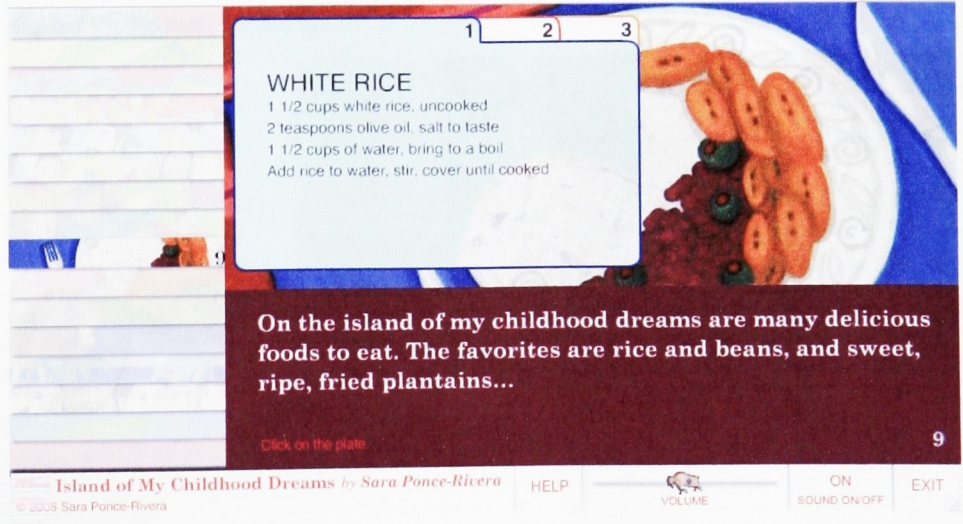 1 2 3
WHITE RICE
1 1/2 cups white rice, uncooked
2 teaspoons olive oil, salt to taste
1 1/2 cups of water, bring to a boil
Add rice to water, stir, cover until cooked
9
On the island of my childhood dreams are many delicious
foods to eat. The favorites are rice and beans, and sweet,
ripe, fried plantains...
Click on the plate
9
Island of My Childhood Dreams by Sara Ponce-Rivera
© 2008 Sara Ponce-Rivera
HELP
VOLUME
ON
SOUND ON/OFF
EXIT